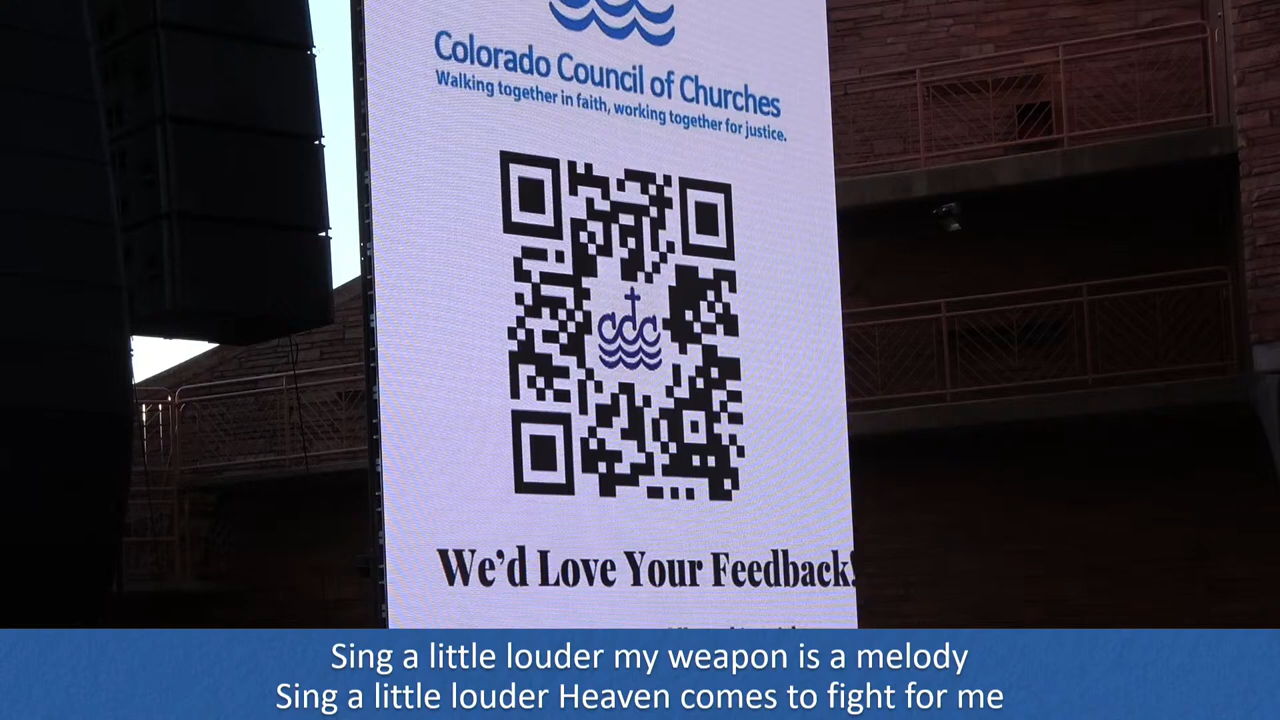 Colorado Council of Churches
Walking together in faith, working together for justice.
ccc
We'd Love Your Feedback!
Sing a little louder my weapon is a melody
Sing a little louder Heaven comes to fight for me